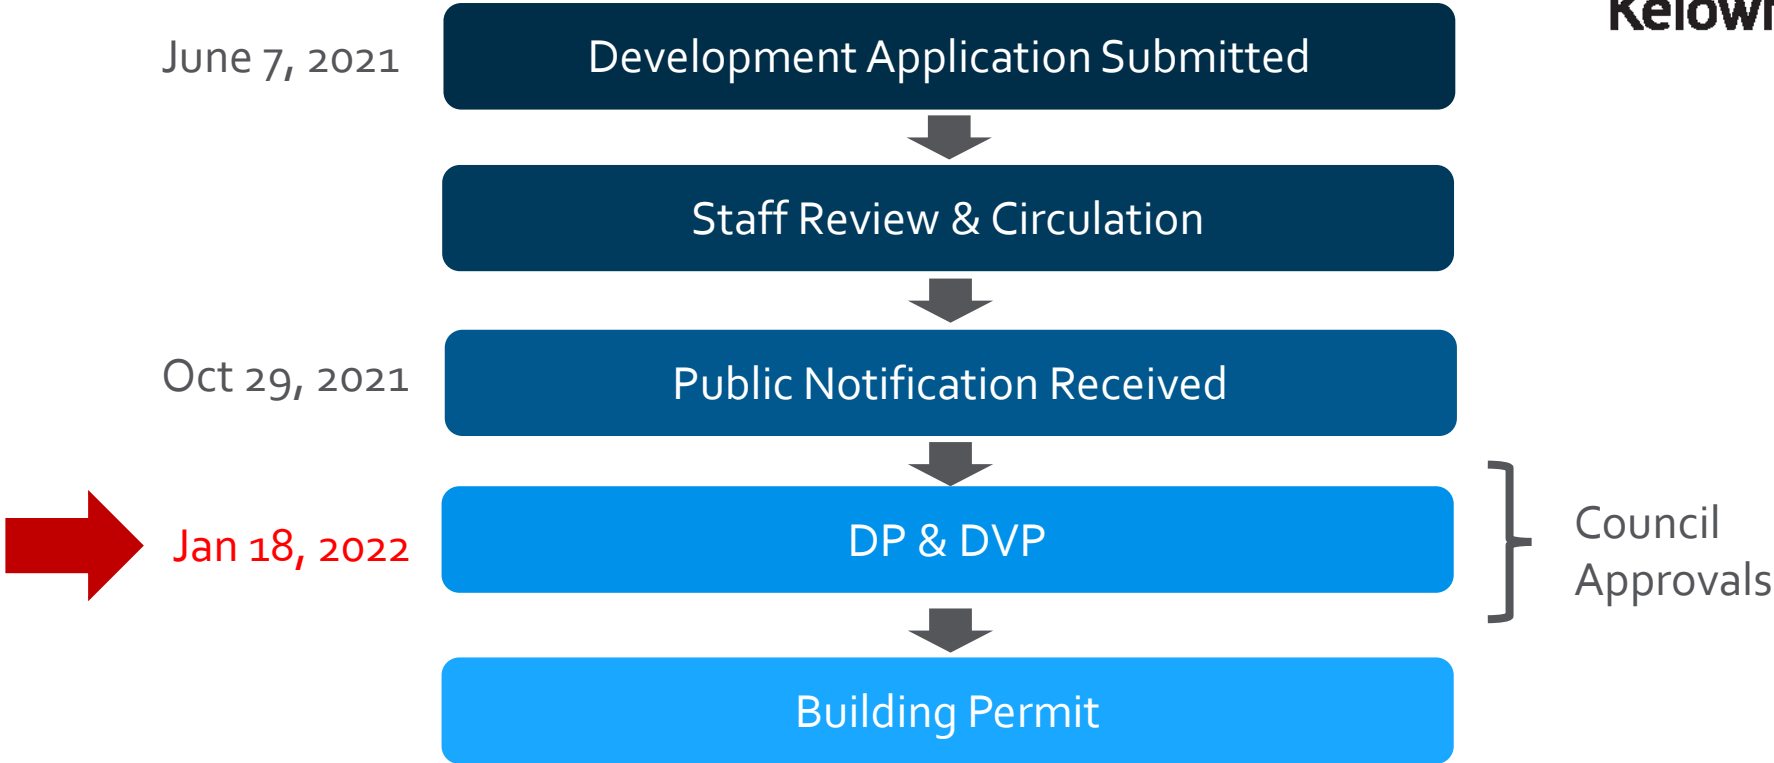 June 7, 2021
Development Application Submitted
Staff Review & Circulation
Oct 29, 2021
Public Notification Received
Jan 18, 2022
DP & DVP
Council
Approvals
Building Permit